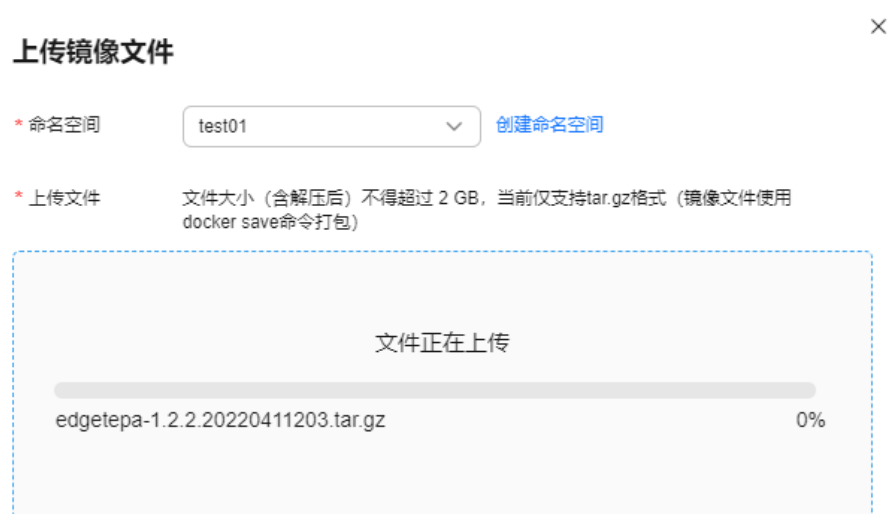 上传镜像文件
* 命名空间 test01 创建命名空间
* 上传文件 文件大小（含解压后）不得超过 2 GB，当前仅支持tar.gz格式（镜像文件使用
docker save命令打包）
文件正在上传
edgetepa-1.2.2.20220411203.tar.gz 0%